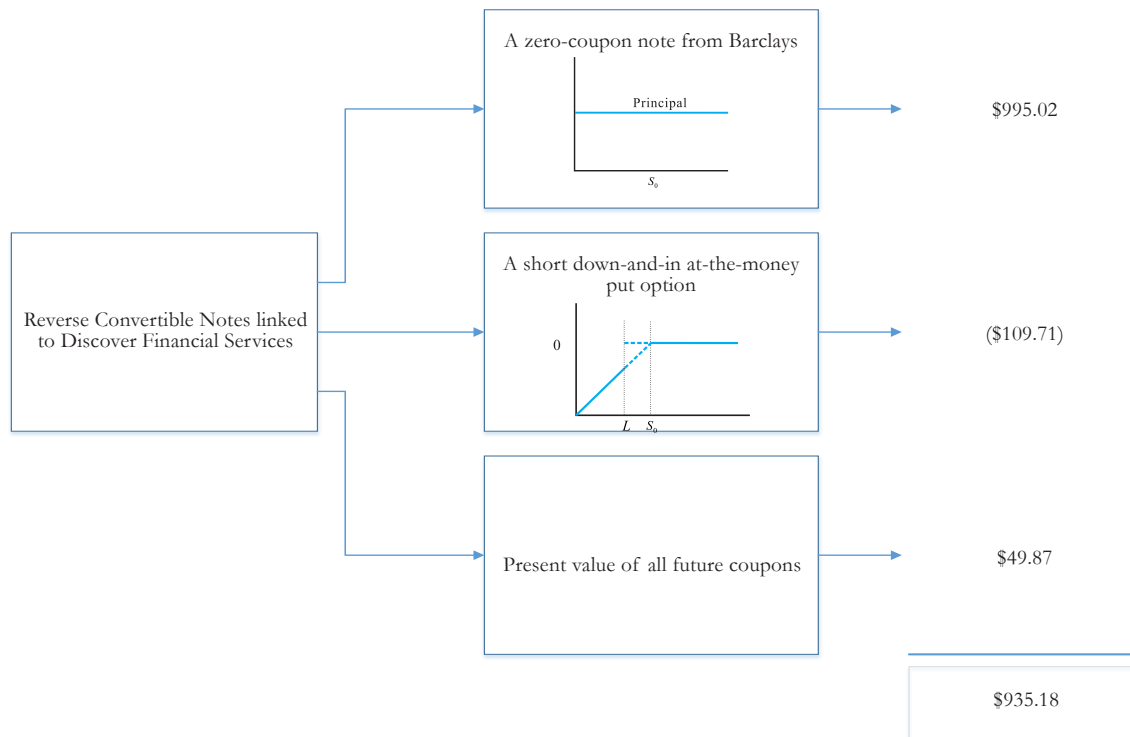 A zero-coupon note from Barclays
Principal
S₀
$995.02
Reverse Convertible Notes linked
to Discover Financial Services
A short down-and-in at-the-money
put option
0
L S₀
($109.71)
Present value of all future coupons
$49.87
$935.18